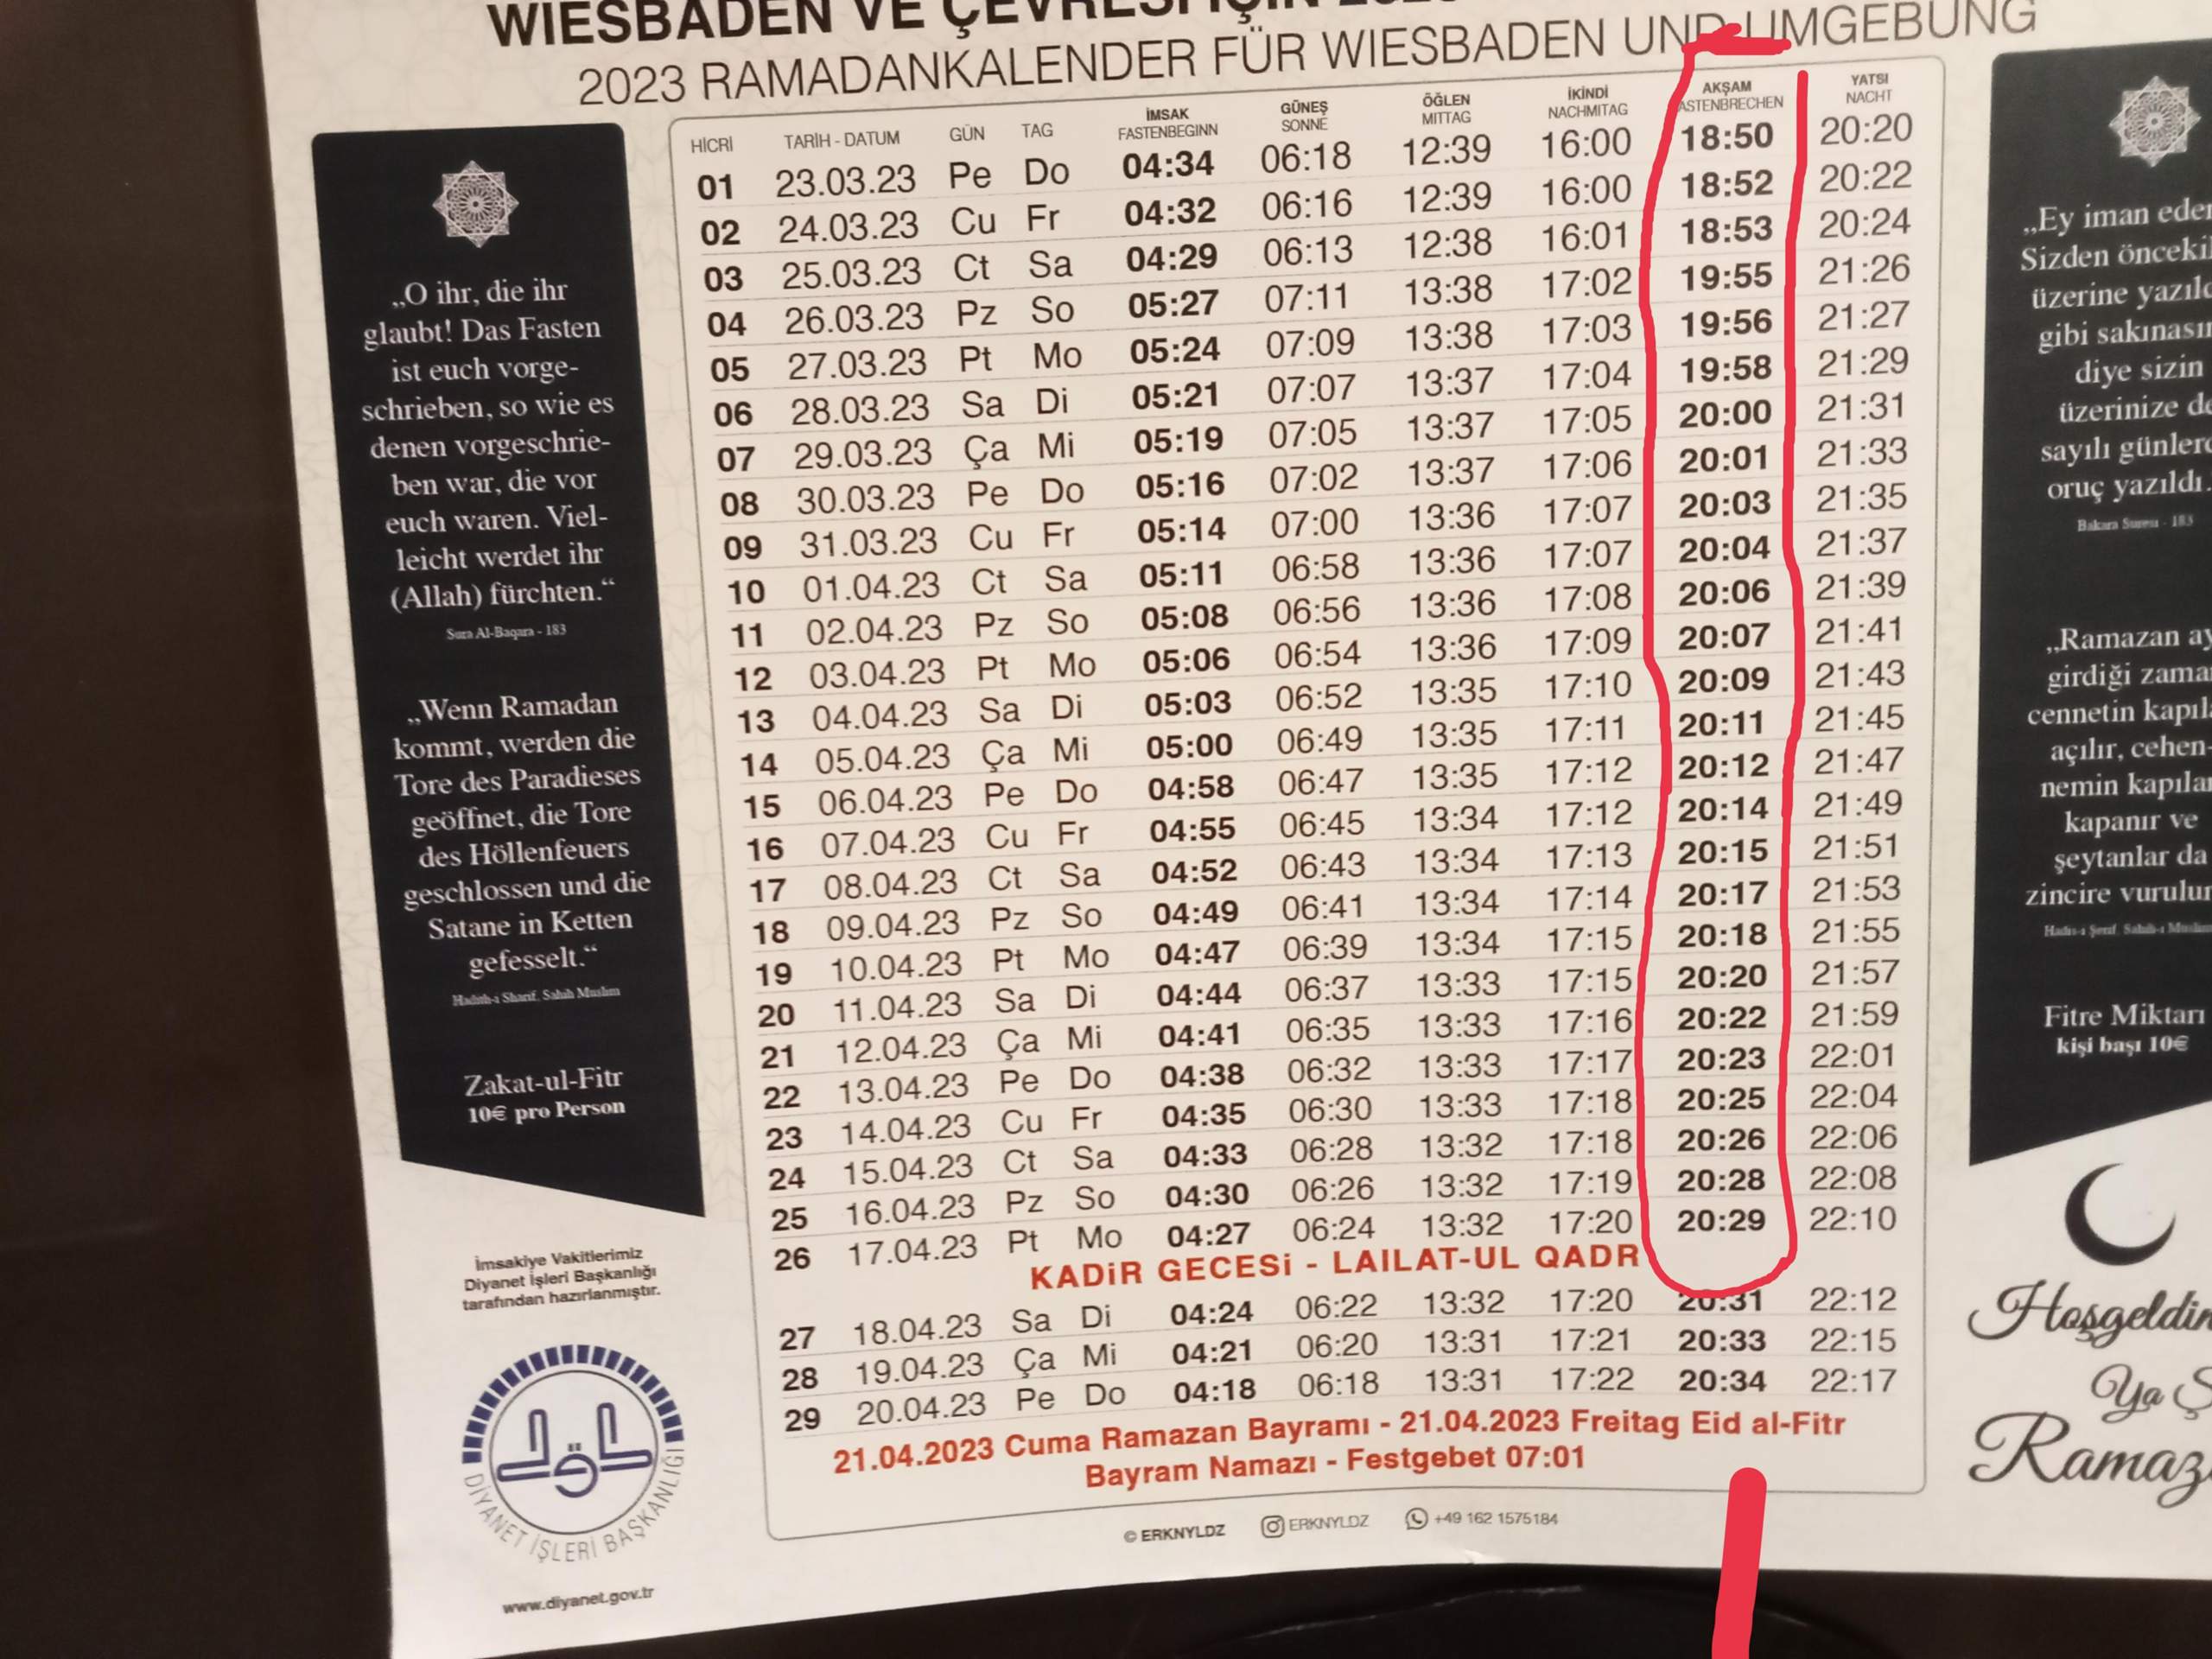 WIESBADEN VE ÇEVRESİ İÇİN
2023 RAMADANKALENDER FÜR WIESBADEN UND UMGEBUNG
HİCRİ TARİH - DATUM GÜN TAG İMSAK FASTENBEGINN GÜNEŞ SONNE ÖĞLEN MITTAG İKİNDİ NACHMITAG AKŞAM ASTENBRECHEN YATSI NACHT
01 23.03.23 Pe Do 04:34 06:18 12:39 16:00 18:50 20:20
02 24.03.23 Cu Fr 04:32 06:16 12:39 16:00 18:52 20:22
03 25.03.23 Ct Sa 04:29 06:13 12:38 16:01 18:53 20:24
04 26.03.23 Pz So 05:27 07:11 13:38 17:02 19:55 21:26
05 27.03.23 Pt Mo 05:24 07:09 13:38 17:03 19:56 21:27
06 28.03.23 Sa Di 05:21 07:07 13:37 17:04 19:58 21:29
07 29.03.23 Ça Mi 05:19 07:05 13:37 17:05 20:00 21:31
08 30.03.23 Pe Do 05:16 07:02 13:37 17:06 20:01 21:33
09 31.03.23 Cu Fr 05:14 07:00 13:36 17:07 20:03 21:35
10 01.04.23 Ct Sa 05:11 06:58 13:36 17:07 20:04 21:37
11 02.04.23 Pz So 05:08 06:56 13:36 17:08 20:06 21:39
12 03.04.23 Pt Mo 05:06 06:54 13:36 17:09 20:07 21:41
13 04.04.23 Sa Di 05:03 06:52 13:35 17:10 20:09 21:43
14 05.04.23 Ça Mi 05:00 06:49 13:35 17:11 20:11 21:45
15 06.04.23 Pe Do 04:58 06:47 13:35 17:12 20:12 21:47
16 07.04.23 Cu Fr 04:55 06:45 13:34 17:12 20:14 21:49
17 08.04.23 Ct Sa 04:52 06:43 13:34 17:13 20:15 21:51
18 09.04.23 Pz So 04:49 06:41 13:34 17:14 20:17 21:53
19 10.04.23 Pt Mo 04:47 06:39 13:34 17:15 20:18 21:55
20 11.04.23 Sa Di 04:44 06:37 13:33 17:15 20:20 21:57
21 12.04.23 Ça Mi 04:41 06:35 13:33 17:16 20:22 21:59
22 13.04.23 Pe Do 04:38 06:32 13:33 17:17 20:23 22:01
23 14.04.23 Cu Fr 04:35 06:30 13:33 17:18 20:25 22:04
24 15.04.23 Ct Sa 04:33 06:28 13:32 17:18 20:26 22:06
25 16.04.23 Pz So 04:30 06:26 13:32 17:19 20:28 22:08
26 17.04.23 Pt Mo 04:27 06:24 13:32 17:20 20:29 22:10
KADiR GECESi - LAILAT-UL QADR
27 18.04.23 Sa Di 04:24 06:22 13:32 17:20 20:31 22:12
28 19.04.23 Ça Mi 04:21 06:20 13:31 17:21 20:33 22:15
29 20.04.23 Pe Do 04:18 06:18 13:31 17:22 20:34 22:17
21.04.2023 Cuma Ramazan Bayramı - 21.04.2023 Freitag Eid al-Fitr
Bayram Namazı - Festgebet 07:01
© ERKNYLDZ ERKNYLDZ +49 162 1575184
„O ihr, die ihr
glaubt! Das Fasten
ist euch vorge-
schrieben, so wie es
denen vorgeschrie-
ben war, die vor
euch waren. Viel-
leicht werdet ihr
(Allah) fürchten.“
Sura Al-Baqara - 183
„Wenn Ramadan
kommt, werden die
Tore des Paradieses
geöffnet, die Tore
des Höllenfeuers
geschlossen und die
Satane in Ketten
gefesselt.“
Hadith-i Sharif, Sahih Muslim
Zakat-ul-Fitr
10€ pro Person
İmsakiye Vakitlerimiz
Diyanet İşleri Başkanlığı
tarafından hazırlanmıştır.
DİYANET İŞLERİ BAŞKANLIĞI
www.diyanet.gov.tr
„Ey iman eder
Sizden önceki
üzerine yazıld
gibi sakınasın
diye sizin
üzerinize de
sayılı günlerd
oruç yazıldı.
Bakara Suresi - 183
„Ramazan ay
girdiği zaman
cennetin kapıla
açılır, cehen-
nemin kapılar
kapanır ve
şeytanlar da
zincire vurulur
Hadis-i Şerif, Sahih-i Muslim
Fitre Miktarı
kişi başı 10€
Hoşgeldin
Ya Ş
Ramaz